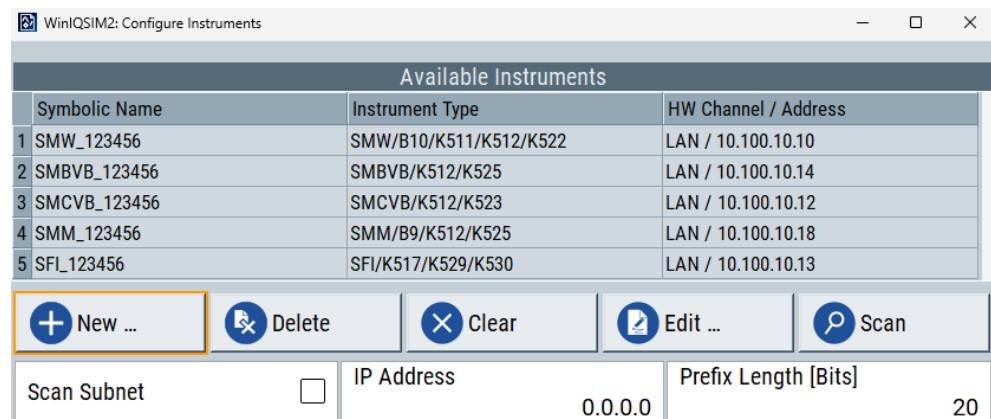 WinIQSIM2: Configure Instruments
Available Instruments
Symbolic Name Instrument Type HW Channel / Address
1 SMW_123456 SMW/B10/K511/K512/K522 LAN / 10.100.10.10
2 SMBVB_123456 SMBVB/K512/K525 LAN / 10.100.10.14
3 SMCVB_123456 SMCVB/K512/K523 LAN / 10.100.10.12
4 SMM_123456 SMM/B9/K512/K525 LAN / 10.100.10.18
5 SFI_123456 SFI/K517/K529/K530 LAN / 10.100.10.13
New ... Delete Clear Edit ... Scan
Scan Subnet IP Address Prefix Length [Bits]
0.0.0.0 20